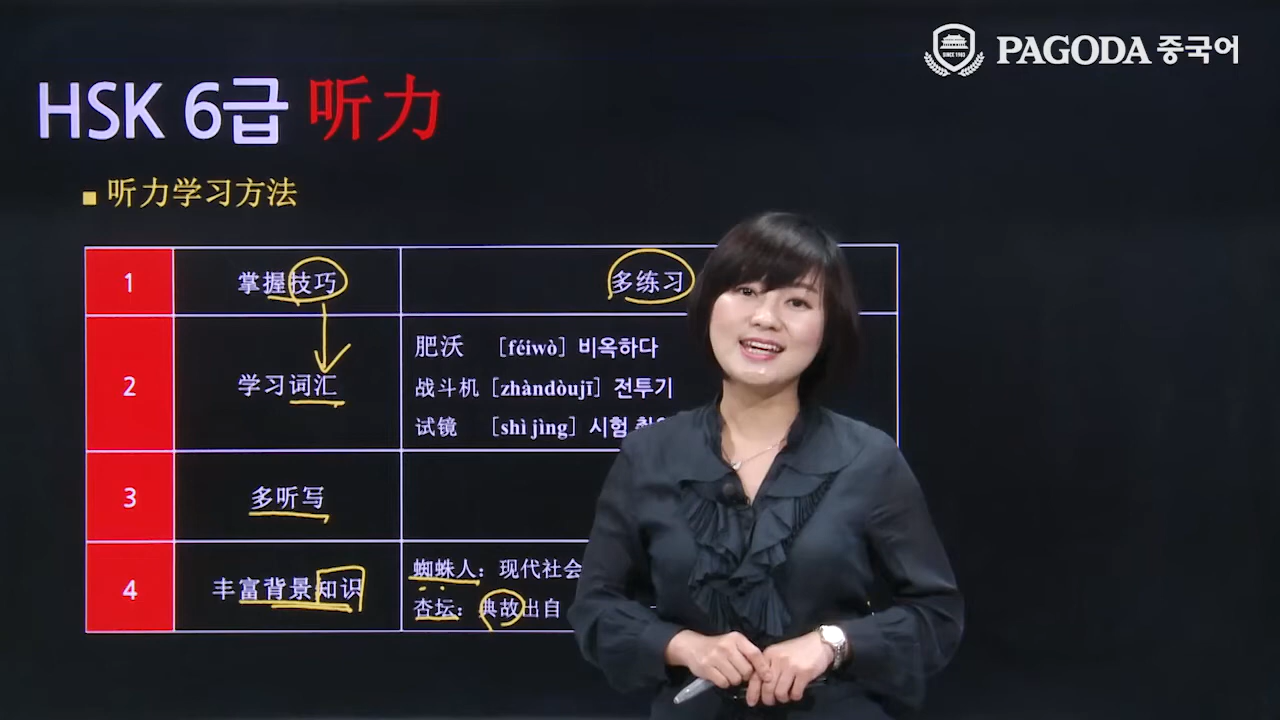 SINCE 1983
PAGODA 중국어
HSK 6급 听力
■ 听力学习方法
1 掌握技巧 多练习
2 学习词汇
肥沃 [féiwò] 비옥하다
战斗机 [zhàndòujī] 전투기
试镜 [shì jìng] 시험
3 多听写
4 丰富背景知识
蜘蛛人：现代社会
杏坛：典故出自